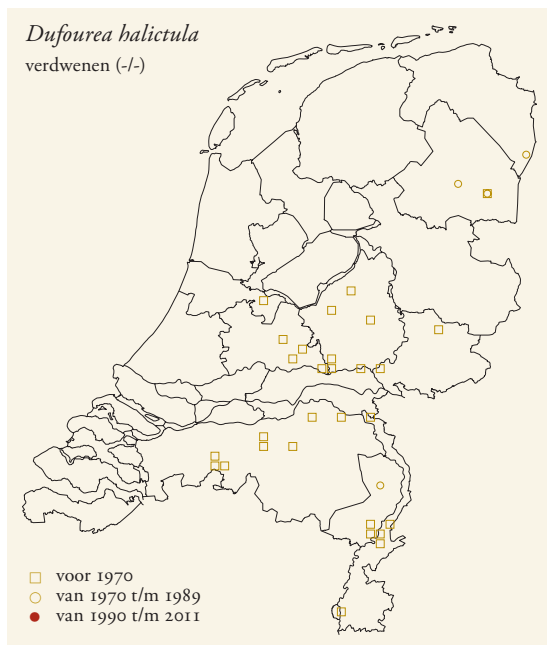 Dufourea halictula
verdwenen (-/-)
voor 1970
van 1970 t/m 1989
van 1990 t/m 2011